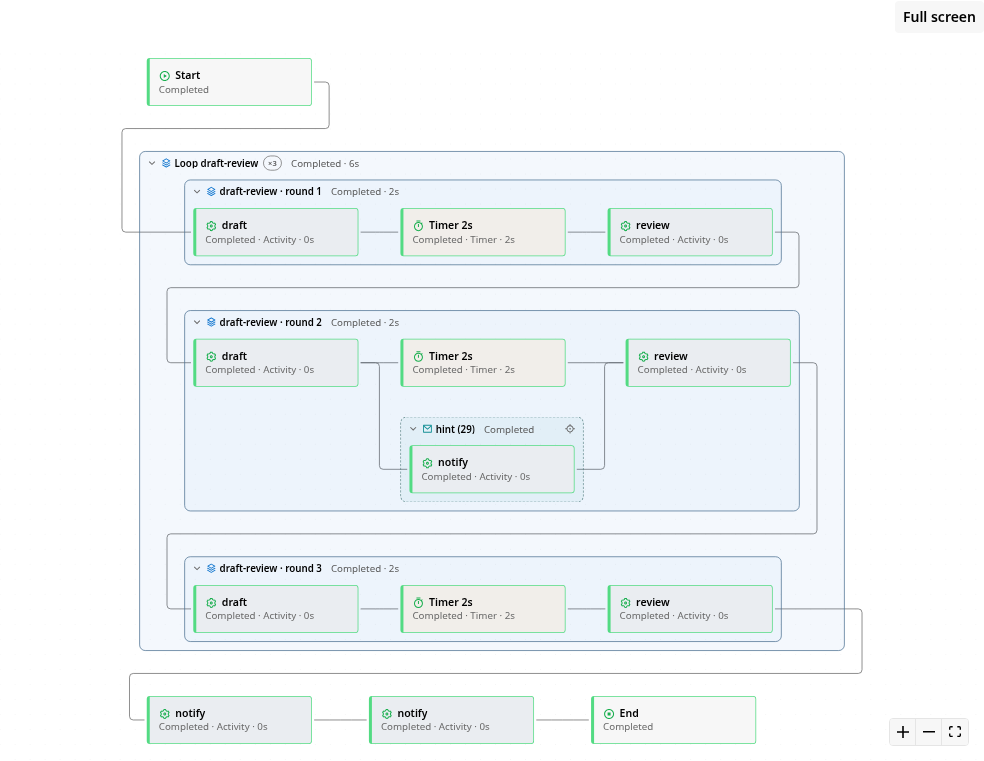 Full screen
Start
Completed
Loop draft-review ×3 Completed · 6s
draft-review · round 1 Completed · 2s
draft
Completed · Activity · 0s
Timer 2s
Completed · Timer · 2s
review
Completed · Activity · 0s
draft-review · round 2 Completed · 2s
draft
Completed · Activity · 0s
Timer 2s
Completed · Timer · 2s
review
Completed · Activity · 0s
hint (29) Completed
notify
Completed · Activity · 0s
draft-review · round 3 Completed · 2s
draft
Completed · Activity · 0s
Timer 2s
Completed · Timer · 2s
review
Completed · Activity · 0s
notify
Completed · Activity · 0s
notify
Completed · Activity · 0s
End
Completed